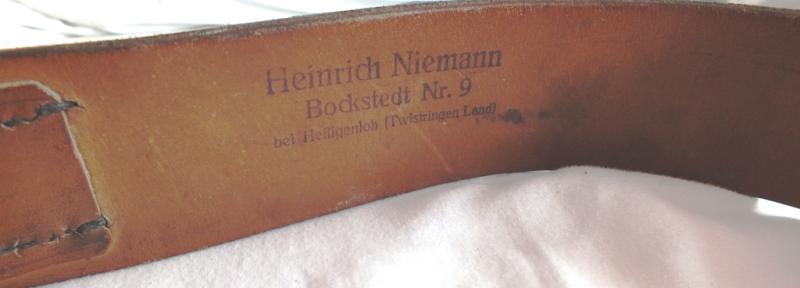 Heinrich Niemann
Bockstedt Nr. 9
bei Heiligenloh (Twistringen Land)